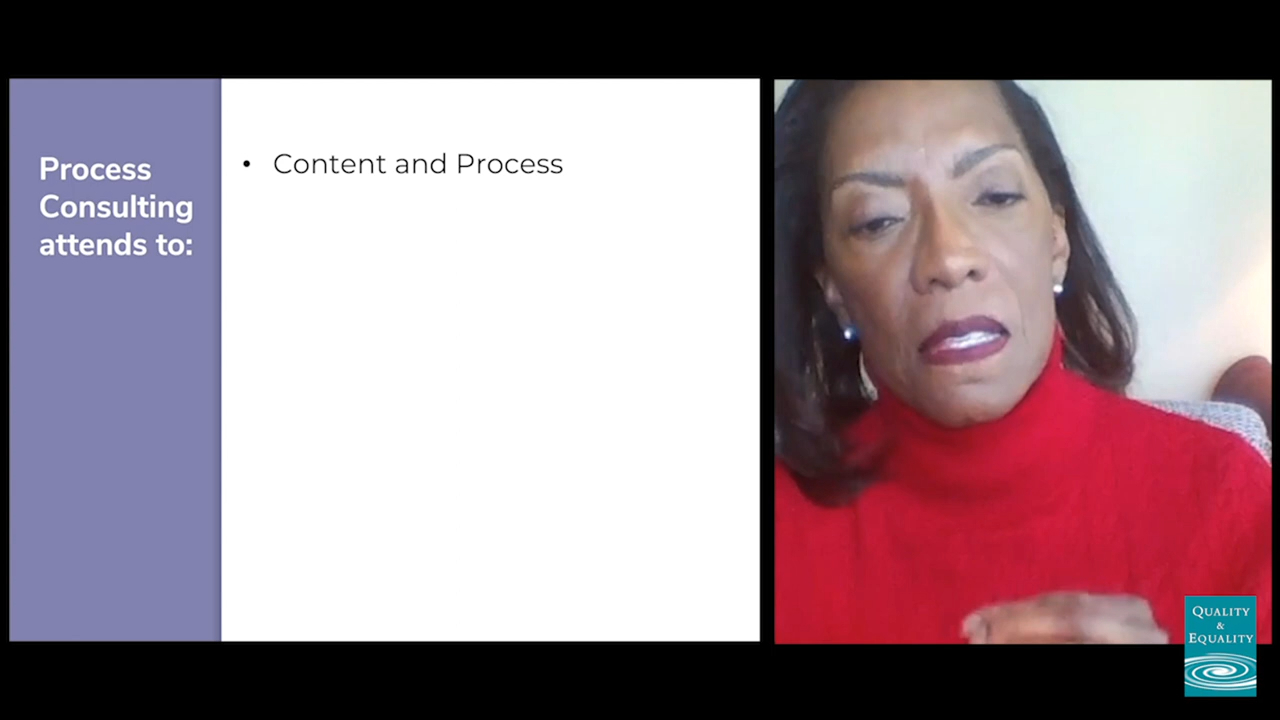 Process
Consulting
attends to:
• Content and Process
QUALITY
&
EQUALITY